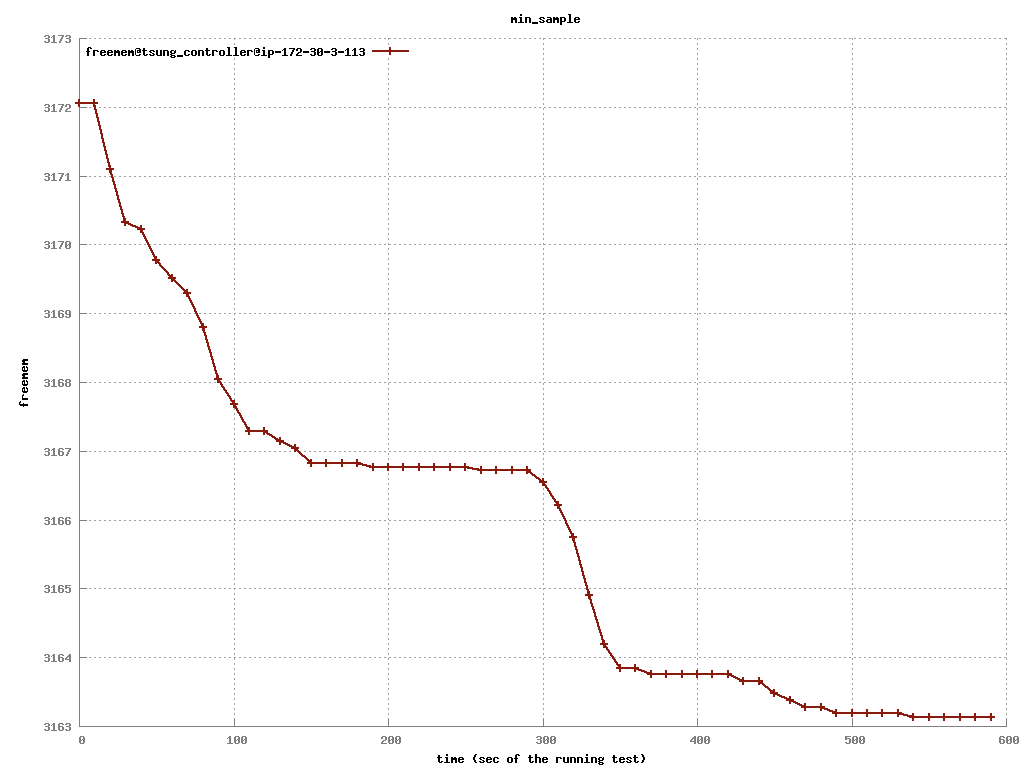 min_sample
freemem@tsung_controller@ip-172-30-3-113
3173
3172
3171
3170
3169
3168
3167
3166
3165
3164
3163
freemem
0 100 200 300 400 500 600
time (sec of the running test)